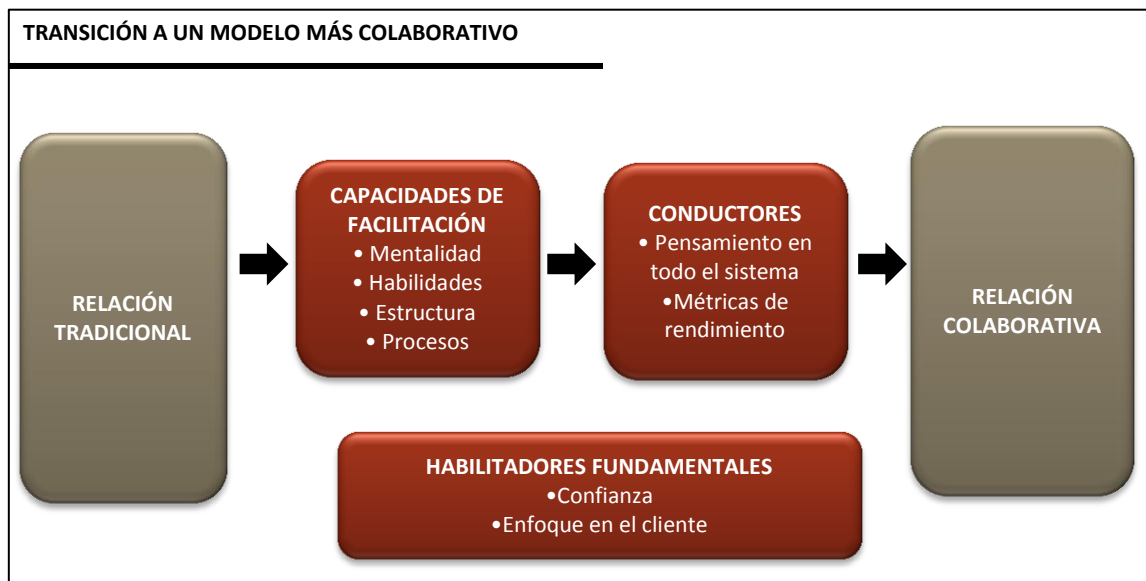 TRANSICIÓN A UN MODELO MÁS COLABORATIVO
RELACIÓN
TRADICIONAL
CAPACIDADES DE
FACILITACIÓN
• Mentalidad
• Habilidades
• Estructura
• Procesos
CONDUCTORES
• Pensamiento en
todo el sistema
•Métricas de
rendimiento
RELACIÓN
COLABORATIVA
HABILITADORES FUNDAMENTALES
•Confianza
•Enfoque en el cliente